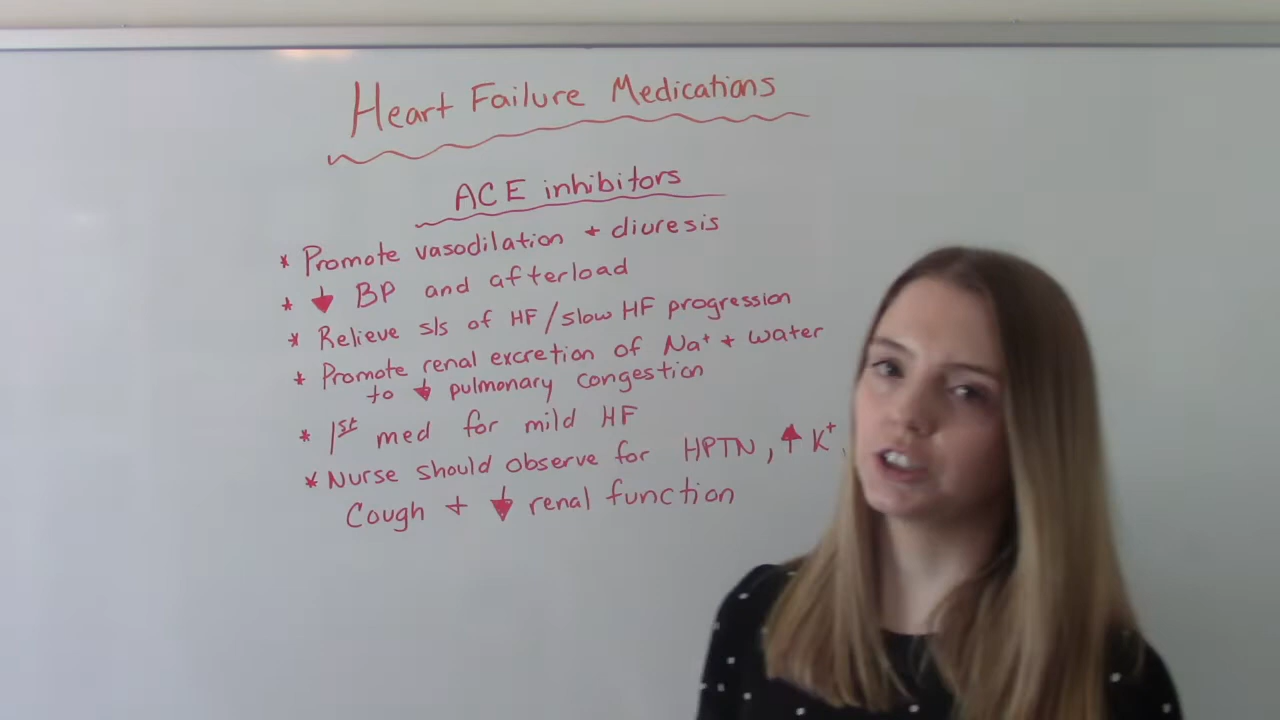 Heart Failure Medications
ACE inhibitors
* Promote vasodilation + diuresis
* ↓ BP and afterload
* Relieve s/s of HF/slow HF progression
* Promote renal excretion of Na⁺ + water
to ↓ pulmonary congestion
* 1st med for mild HF
* Nurse should observe for HPTN, ↑ K⁺,
Cough + ↓ renal function